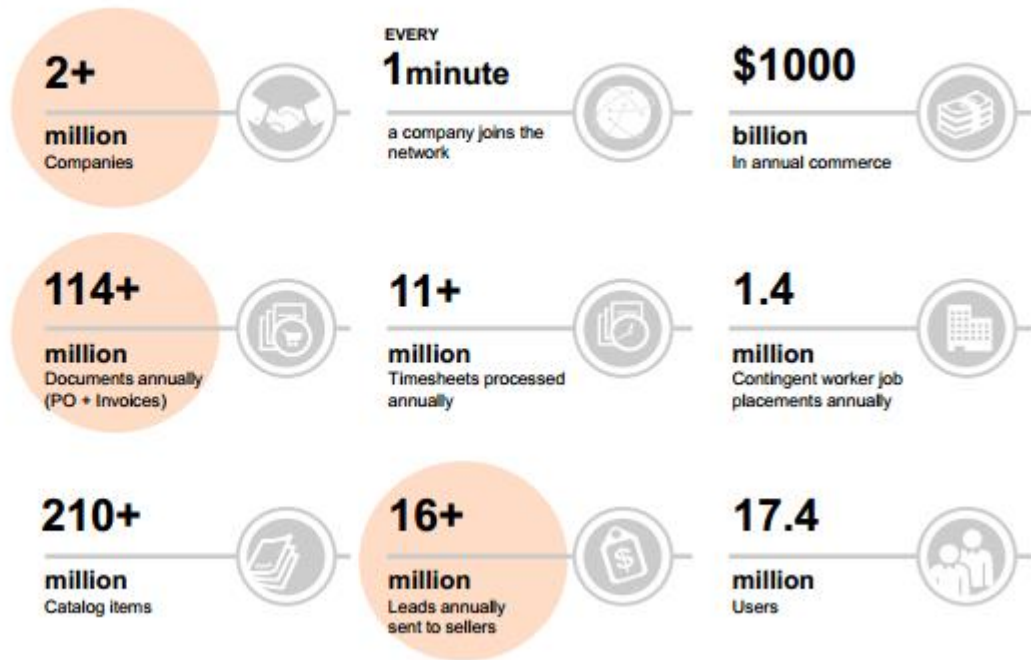 2+
million
Companies
EVERY
1minute
a company joins the
network
$1000
billion
In annual commerce
114+
million
Documents annually
(PO + Invoices)
11+
million
Timesheets processed
annually
1.4
million
Contingent worker job
placements annually
210+
million
Catalog items
16+
million
Leads annually
sent to sellers
17.4
million
Users